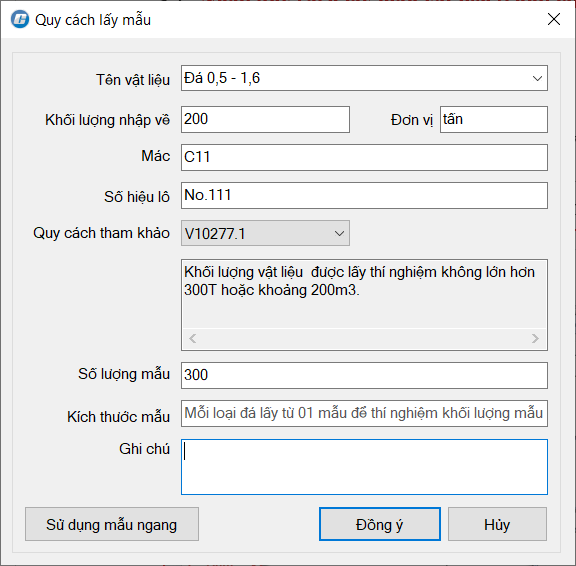 Quy cách lấy mẫu
Tên vật liệu Đá 0,5 - 1,6
Khối lượng nhập về 200 Đơn vị tấn
Mác C11
Số hiệu lô No.111
Quy cách tham khảo V10277.1
Khối lượng vật liệu được lấy thí nghiệm không lớn hơn
300T hoặc khoảng 200m3.
Số lượng mẫu 300
Kích thước mẫu Mỗi loại đá lấy từ 01 mẫu để thí nghiệm khối lượng mẫu
Ghi chú
Sử dụng mẫu ngang Đồng ý Hủy